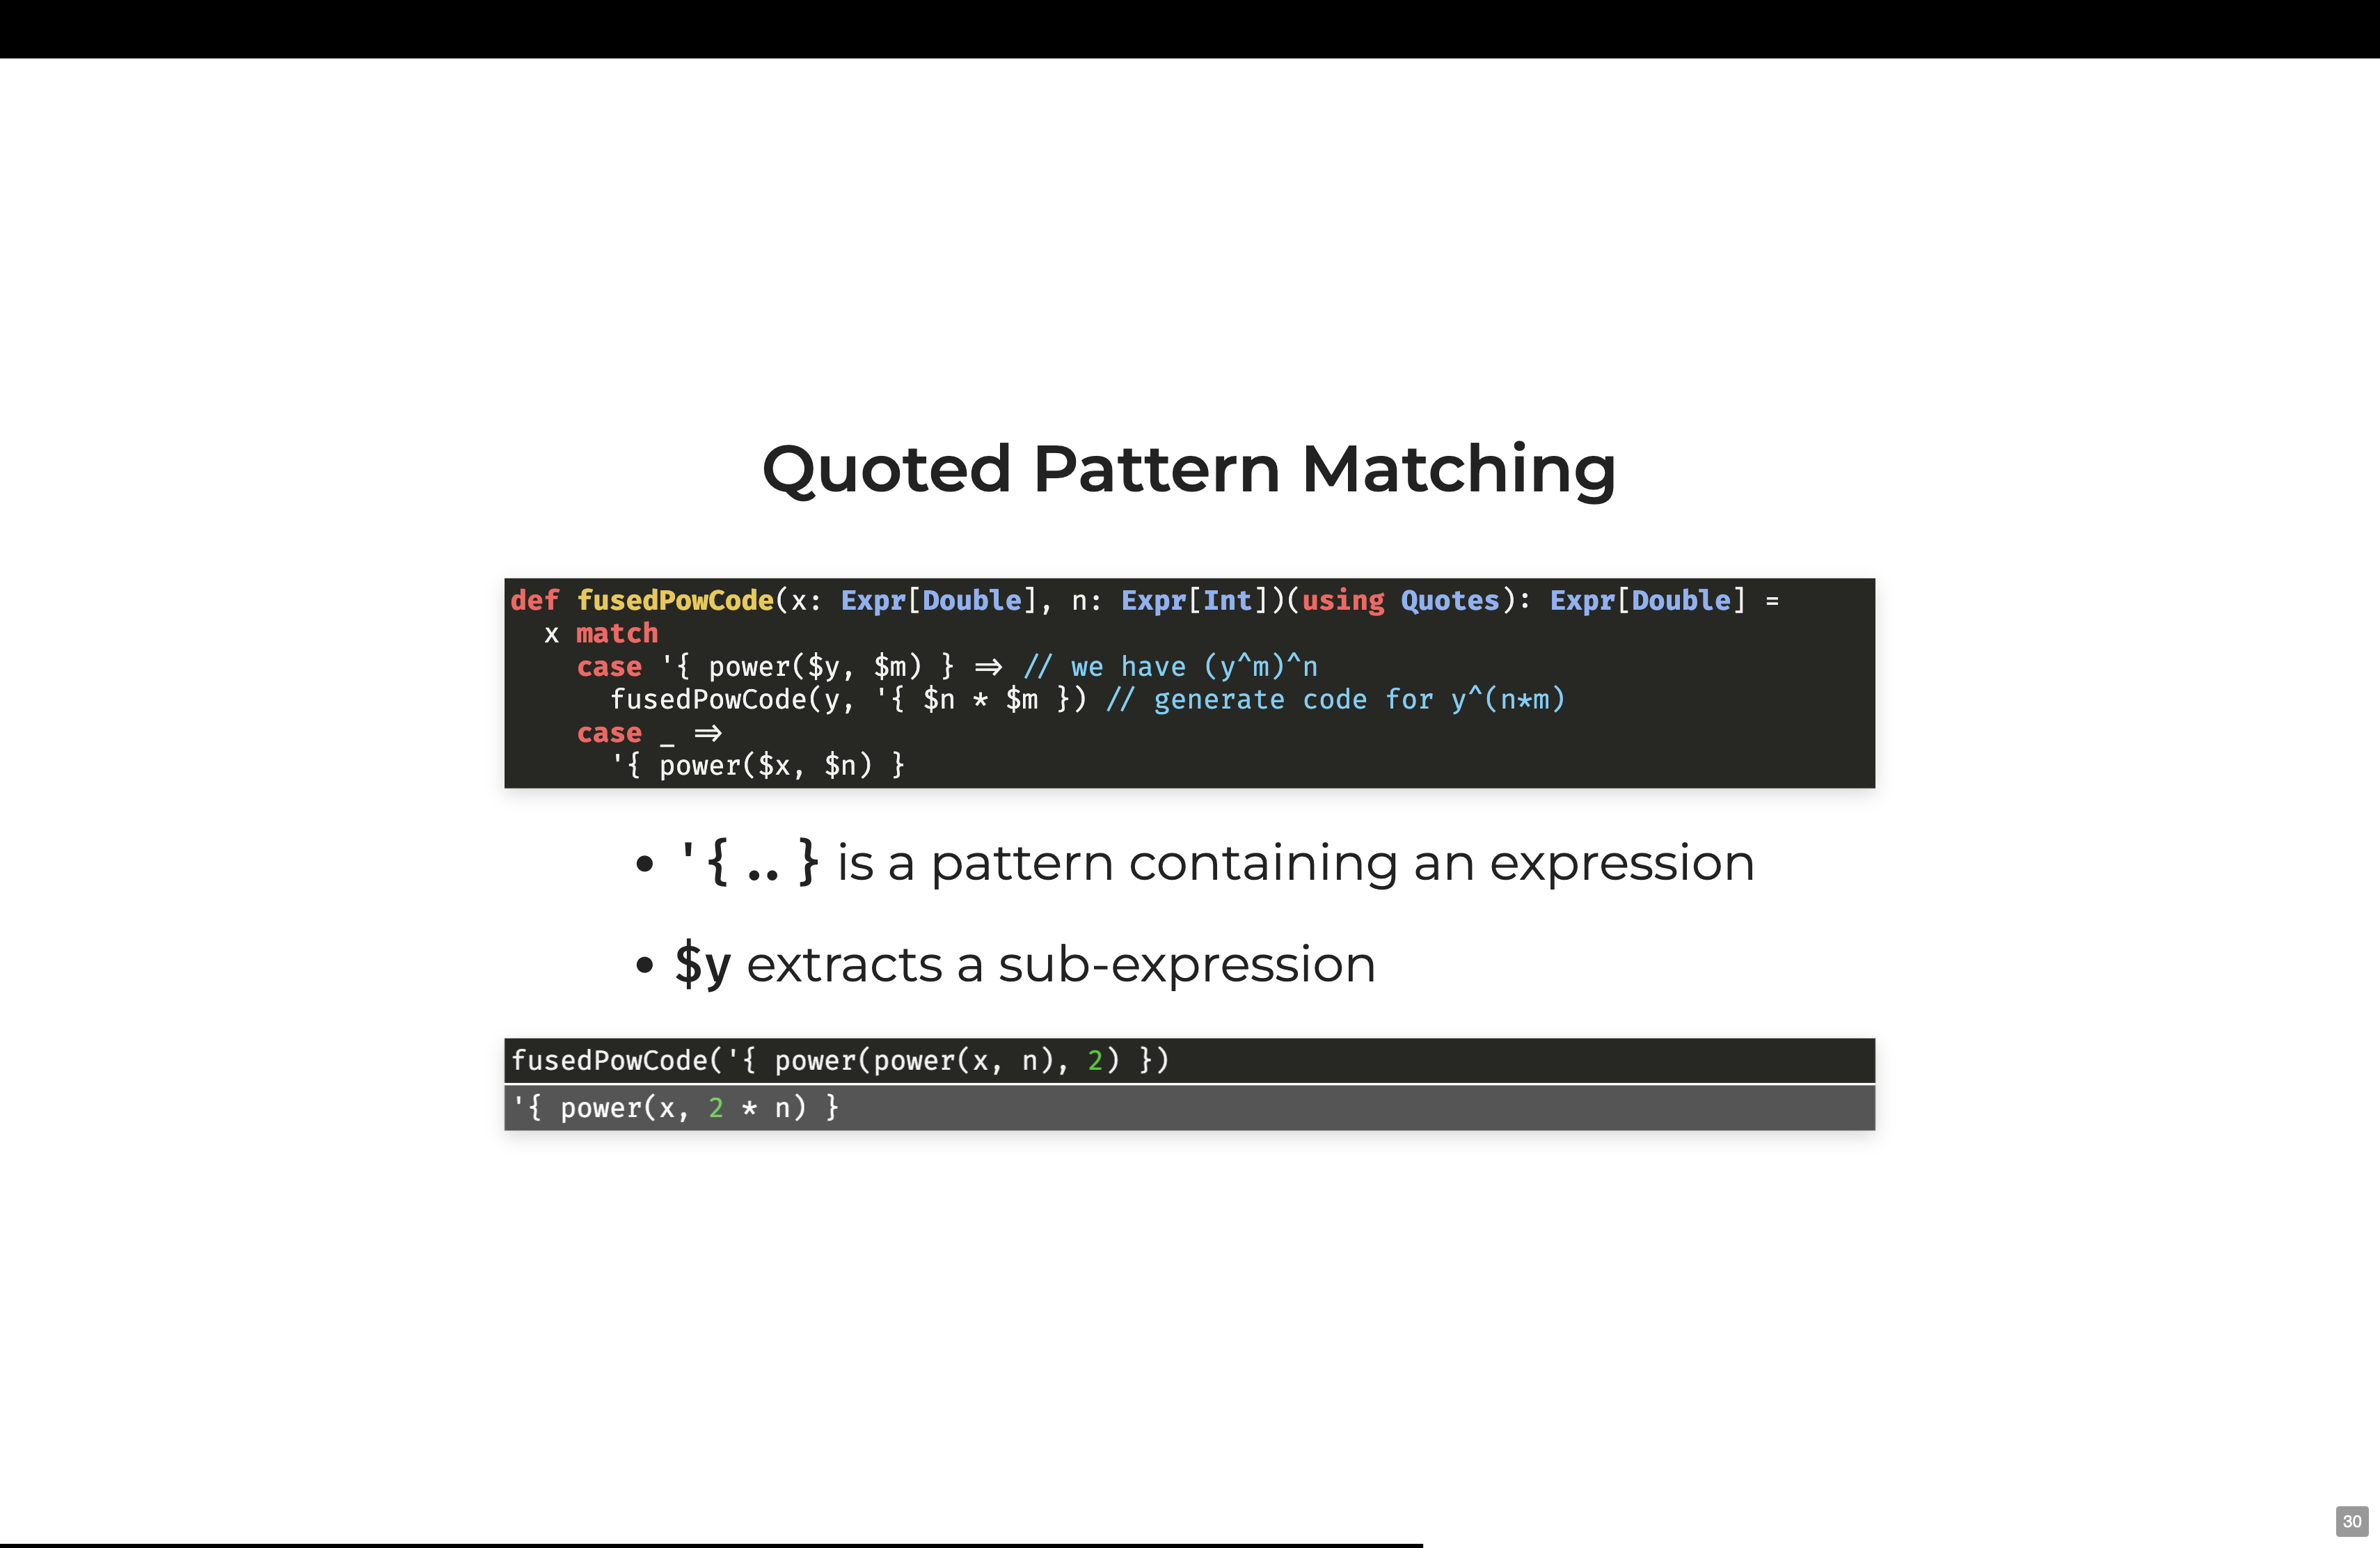 Quoted Pattern Matching
def fusedPowCode(x: Expr[Double], n: Expr[Int])(using Quotes): Expr[Double] =
  x match
    case '{ power($y, $m) } => // we have (y^m)^n
      fusedPowCode(y, '{ $n * $m }) // generate code for y^(n*m)
    case _ =>
      '{ power($x, $n) }
• '{ .. } is a pattern containing an expression
• $y extracts a sub-expression
fusedPowCode('{ power(power(x, n), 2) })
'{ power(x, 2 * n) }
30